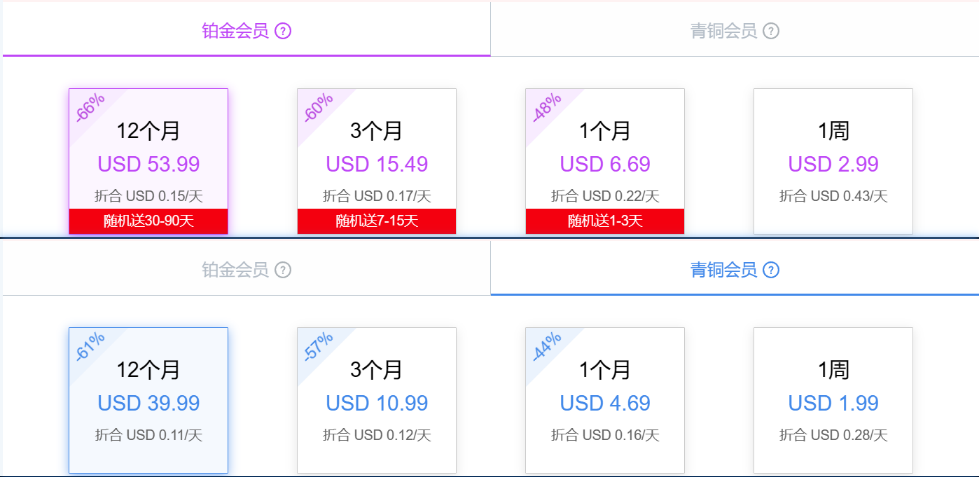 铂金会员 ?
青铜会员 ?
-66%
12个月
USD 53.99
折合 USD 0.15/天
随机送30-90天
-60%
3个月
USD 15.49
折合 USD 0.17/天
随机送7-15天
-48%
1个月
USD 6.69
折合 USD 0.22/天
随机送1-3天
1周
USD 2.99
折合 USD 0.43/天
铂金会员 ?
青铜会员 ?
-61%
12个月
USD 39.99
折合 USD 0.11/天
-57%
3个月
USD 10.99
折合 USD 0.12/天
-44%
1个月
USD 4.69
折合 USD 0.16/天
1周
USD 1.99
折合 USD 0.28/天